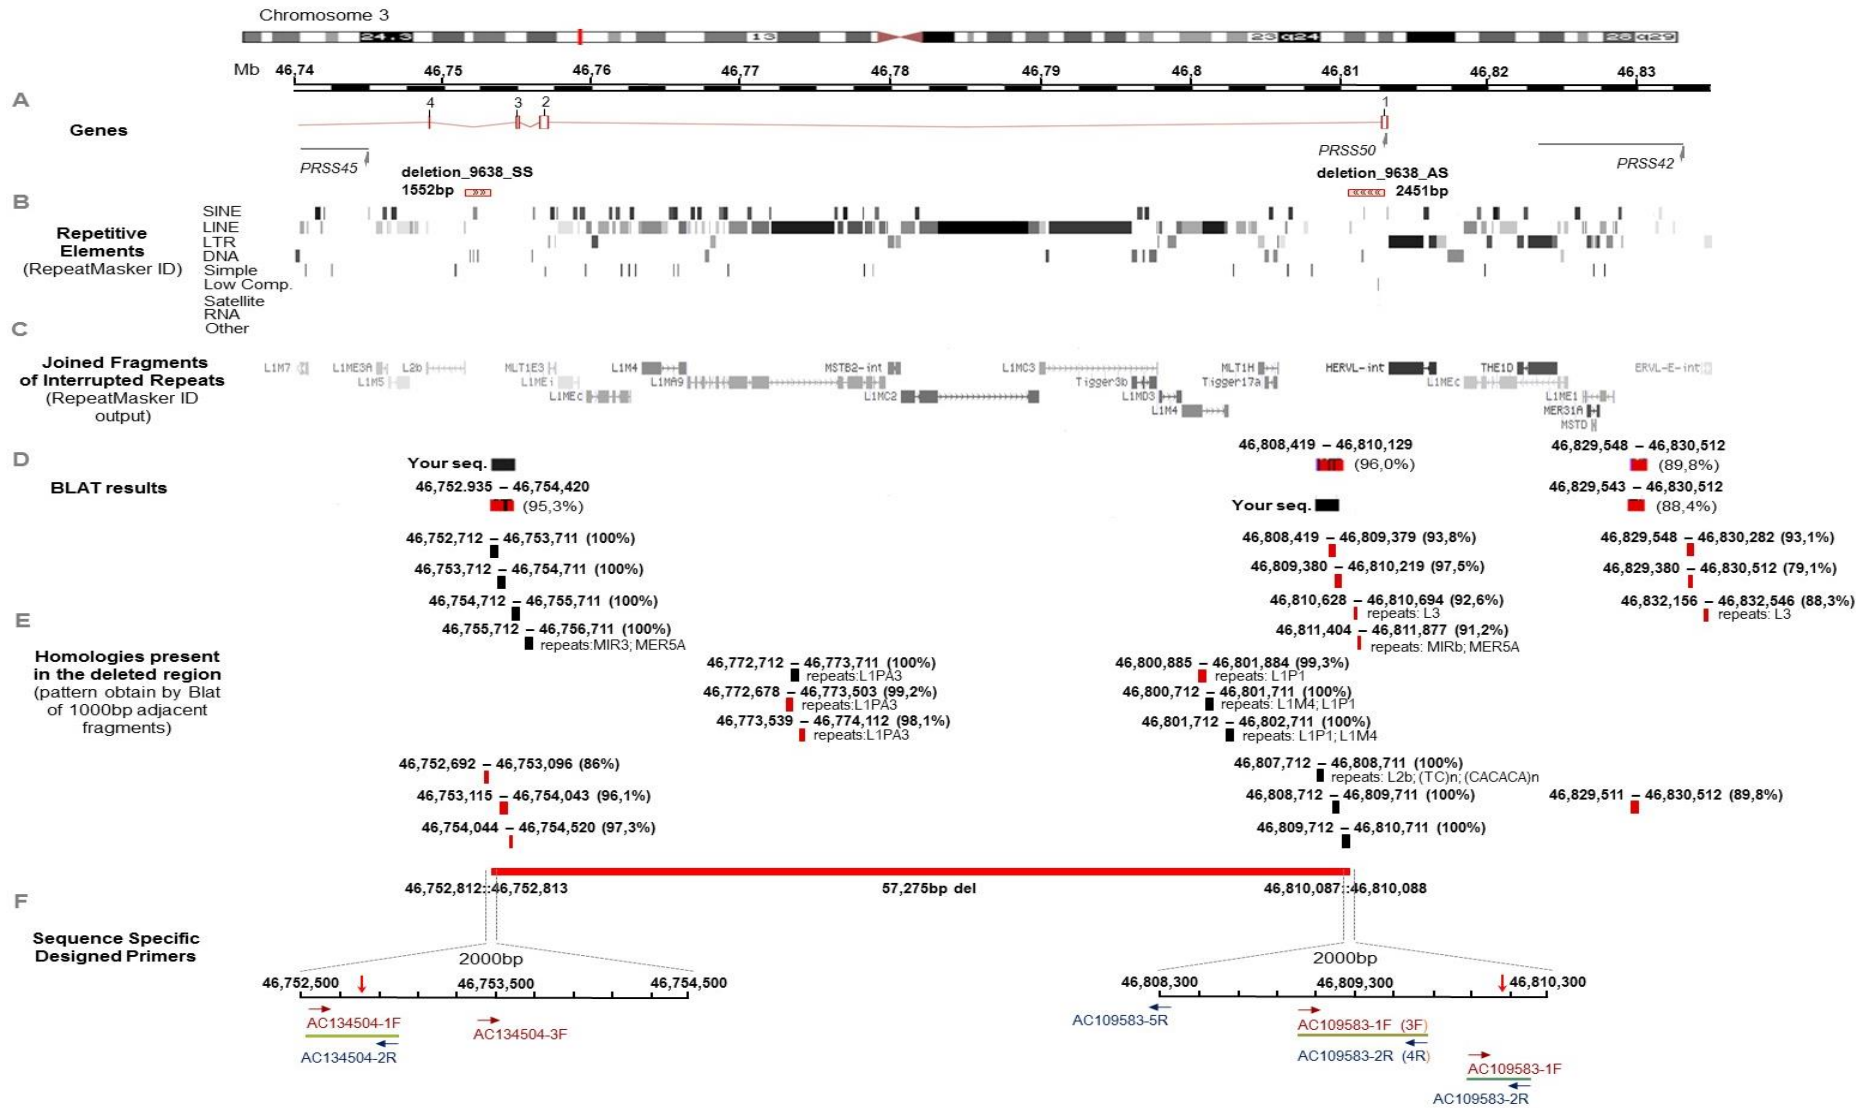 Chromosome 3
24.3 13 23 q24 28 q29
Mb 46,74 46,75 46,76 46,77 46,78 46,79 46,8 46,81 46,82 46,83
A
Genes
4 3 2 1
PRSS45 PRSS50 PRSS42
deletion_9638_SS
1552bp
deletion_9638_AS
2451bp
B
Repetitive
Elements
(RepeatMasker ID)
SINE
LINE
LTR
DNA
Simple
Low Comp.
Satellite
RNA
Other
C
Joined Fragments
of Interrupted Repeats
(RepeatMasker ID
output)
L1M7 L1ME3A L2b MLT1E3 L1M4 MSTB2-int L1MC3 MLT1H HERVL-int THE1D ERVL-E-int
L1M5 L1MEi L1MA9 Tigger3b Tigger17a L1MEc
L1MEc L1MC2 L1MD3 L1ME1
L1M4 MER31A
MSTD
D
BLAT results
Your seq.
46,752.935 – 46,754,420
(95,3%)
46,808,419 – 46,810,129
(96,0%)
Your seq.
46,829,548 – 46,830,512
(89,8%)
46,829,543 – 46,830,512
(88,4%)
E
Homologies present
in the deleted region
(pattern obtain by Blat
of 1000bp adjacent
fragments)
46,752,712 – 46,753,711 (100%)
46,753,712 – 46,754,711 (100%)
46,754,712 – 46,755,711 (100%)
46,755,712 – 46,756,711 (100%)
repeats:MIR3; MER5A
46,808,419 – 46,809,379 (93,8%)
46,809,380 – 46,810,219 (97,5%)
46,810,628 – 46,810,694 (92,6%)
repeats: L3
46,811,404 – 46,811,877 (91,2%)
repeats: MIRb; MER5A
46,829,548 – 46,830,282 (93,1%)
46,829,380 – 46,830,512 (79,1%)
46,832,156 – 46,832,546 (88,3%)
repeats: L3
46,772,712 – 46,773,711 (100%)
repeats:L1PA3
46,772,678 – 46,773,503 (99,2%)
repeats:L1PA3
46,773,539 – 46,774,112 (98,1%)
repeats:L1PA3
46,800,885 – 46,801,884 (99,3%)
repeats: L1P1
46,800,712 – 46,801,711 (100%)
repeats: L1M4; L1P1
46,801,712 – 46,802,711 (100%)
repeats: L1P1; L1M4
46,752,692 – 46,753,096 (86%)
46,753,115 – 46,754,043 (96,1%)
46,754,044 – 46,754,520 (97,3%)
46,807,712 – 46,808,711 (100%)
repeats: L2b; (TC)n; (CACACA)n
46,808,712 – 46,809,711 (100%)
46,809,712 – 46,810,711 (100%)
46,829,511 – 46,830,512 (89,8%)
46,752,812::46,752,813 57,275bp del 46,810,087::46,810,088
F
Sequence Specific
Designed Primers
2000bp
46,752,500 46,753,500 46,754,500
AC134504-1F
AC134504-3F
AC134504-2R
2000bp
46,808,300 46,809,300 46,810,300
AC109583-5R
AC109583-1F (3F)
AC109583-2R (4R)
AC109583-1F
AC109583-2R